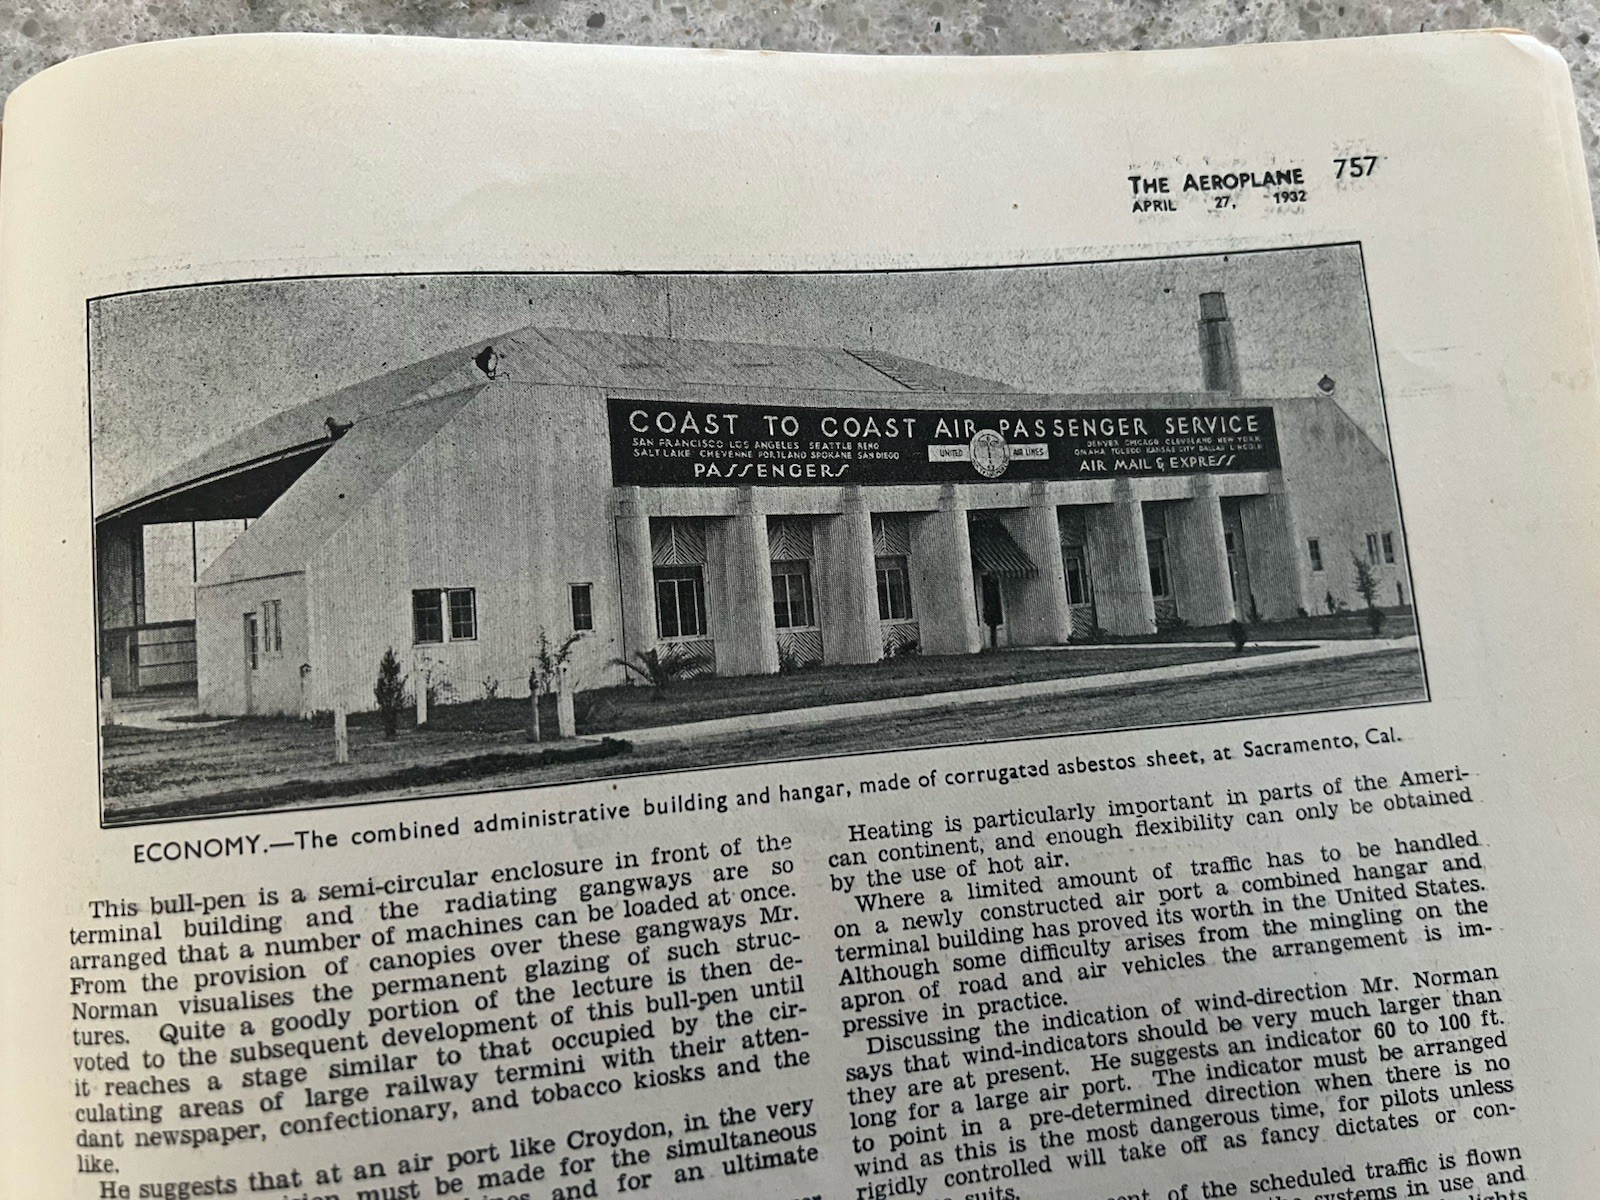 THE AEROPLANE 757
APRIL 27, 1932
COAST TO COAST AIR PASSENGER SERVICE
SAN FRANCISCO LOS ANGELES SEATTLE RENO
SALT LAKE CHEYENNE PORTLAND SPOKANE SAN DIEGO
PASSENGERS
UNITED AIR LINES
DENVER CHICAGO CLEVELAND NEW YORK
OMAHA TOLEDO KANSAS CITY DALLAS LINCOLN
AIR MAIL & EXPRESS
ECONOMY.—The combined administrative building and hangar, made of corrugated asbestos sheet, at Sacramento, Cal.
This bull-pen is a semi-circular enclosure in front of the
terminal building and the radiating gangways are so
arranged that a number of machines can be loaded at once.
From the provision of canopies over these gangways Mr.
Norman visualises the permanent glazing of such struc-
tures. Quite a goodly portion of the lecture is then de-
voted to the subsequent development of this bull-pen until
it reaches a stage similar to that occupied by the cir-
culating areas of large railway termini with their atten-
dant newspaper, confectionary, and tobacco kiosks and the
like.
He suggests that at an air port like Croydon, in the very
must be made for the simultaneous
and for an ultimate
Heating is particularly important in parts of the Ameri-
can continent, and enough flexibility can only be obtained
by the use of hot air.
Where a limited amount of traffic has to be handled
on a newly constructed air port a combined hangar and
terminal building has proved its worth in the United States.
Although some difficulty arises from the mingling on the
apron of road and air vehicles the arrangement is im-
pressive in practice.
Discussing the indication of wind-direction Mr. Norman
says that wind-indicators should be very much larger than
they are at present. He suggests an indicator 60 to 100 ft.
long for a large air port. The indicator must be arranged
to point in a pre-determined direction when there is no
wind as this is the most dangerous time, for pilots unless
rigidly controlled will take off as fancy dictates or con-
suits.
of the scheduled traffic is flown
systems in use and
lights